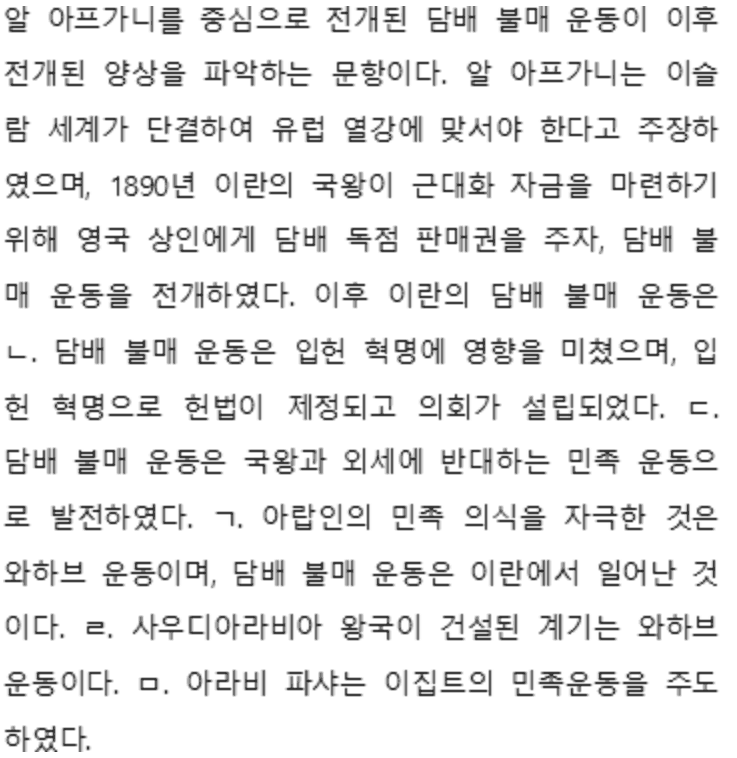 알 아프가니를 중심으로 전개된 담배 불매 운동이 이후
전개된 양상을 파악하는 문항이다. 알 아프가니는 이슬
람 세계가 단결하여 유럽 열강에 맞서야 한다고 주장하
였으며, 1890년 이란의 국왕이 근대화 자금을 마련하기
위해 영국 상인에게 담배 독점 판매권을 주자, 담배 불
매 운동을 전개하였다. 이후 이란의 담배 불매 운동은
ㄴ. 담배 불매 운동은 입헌 혁명에 영향을 미쳤으며, 입
헌 혁명으로 헌법이 제정되고 의회가 설립되었다. ㄷ.
담배 불매 운동은 국왕과 외세에 반대하는 민족 운동으
로 발전하였다. ㄱ. 아랍인의 민족 의식을 자극한 것은
와하브 운동이며, 담배 불매 운동은 이란에서 일어난 것
이다. ㄹ. 사우디아라비아 왕국이 건설된 계기는 와하브
운동이다. ㅁ. 아라비 파샤는 이집트의 민족운동을 주도
하였다.